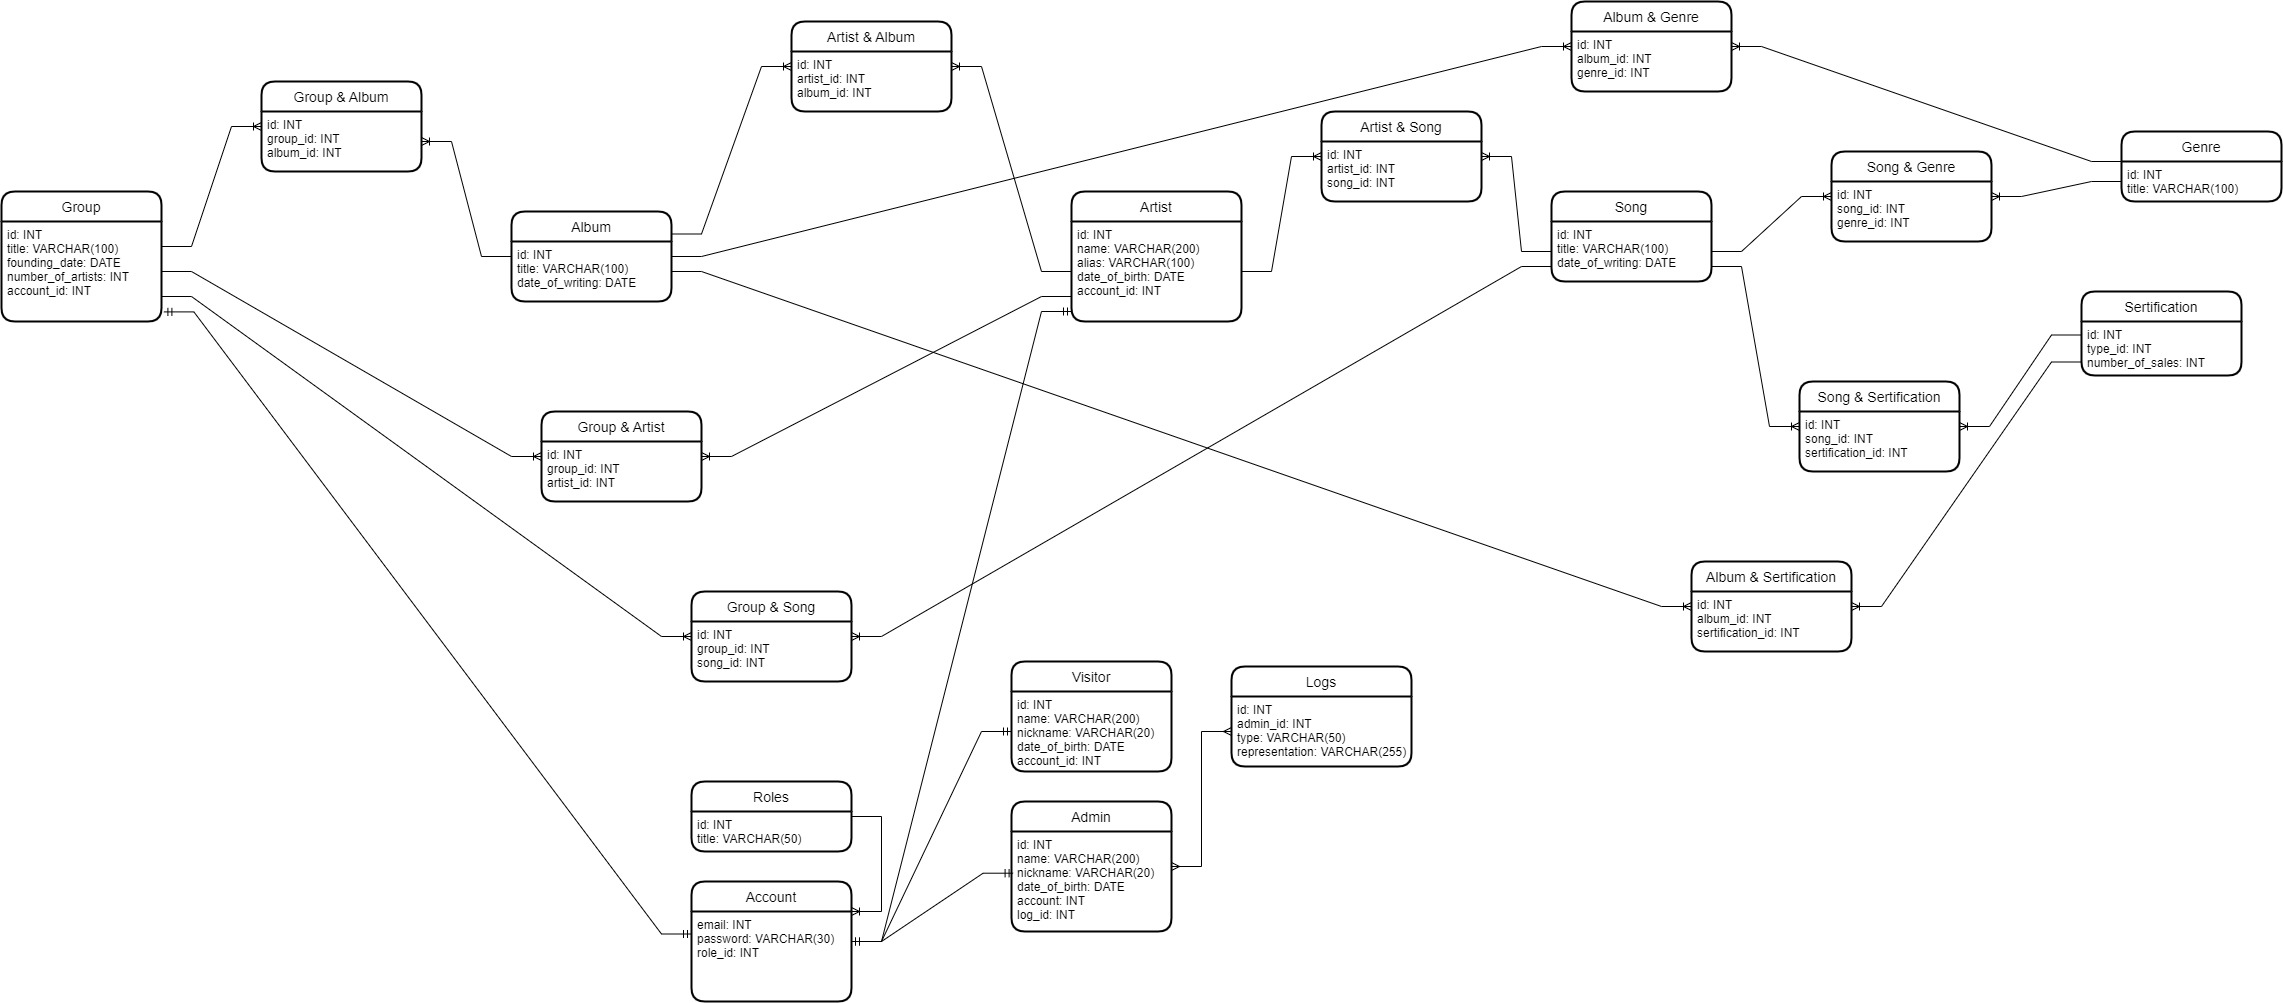 Album & Genre
id: INT
album_id: INT
genre_id: INT
Artist & Album
id: INT
artist_id: INT
album_id: INT
Group & Album
id: INT
group_id: INT
album_id: INT
Artist & Song
id: INT
artist_id: INT
song_id: INT
Genre
id: INT
title: VARCHAR(100)
Song & Genre
id: INT
song_id: INT
genre_id: INT
Group
id: INT
title: VARCHAR(100)
founding_date: DATE
number_of_artists: INT
account_id: INT
Album
id: INT
title: VARCHAR(100)
date_of_writing: DATE
Artist
id: INT
name: VARCHAR(200)
alias: VARCHAR(100)
date_of_birth: DATE
account_id: INT
Song
id: INT
title: VARCHAR(100)
date_of_writing: DATE
Sertification
id: INT
type_id: INT
number_of_sales: INT
Song & Sertification
id: INT
song_id: INT
sertification_id: INT
Group & Artist
id: INT
group_id: INT
artist_id: INT
Album & Sertification
id: INT
album_id: INT
sertification_id: INT
Group & Song
id: INT
group_id: INT
song_id: INT
Visitor
id: INT
name: VARCHAR(200)
nickname: VARCHAR(20)
date_of_birth: DATE
account_id: INT
Logs
id: INT
admin_id: INT
type: VARCHAR(50)
representation: VARCHAR(255)
Roles
id: INT
title: VARCHAR(50)
Admin
id: INT
name: VARCHAR(200)
nickname: VARCHAR(20)
date_of_birth: DATE
account: INT
log_id: INT
Account
email: INT
password: VARCHAR(30)
role_id: INT